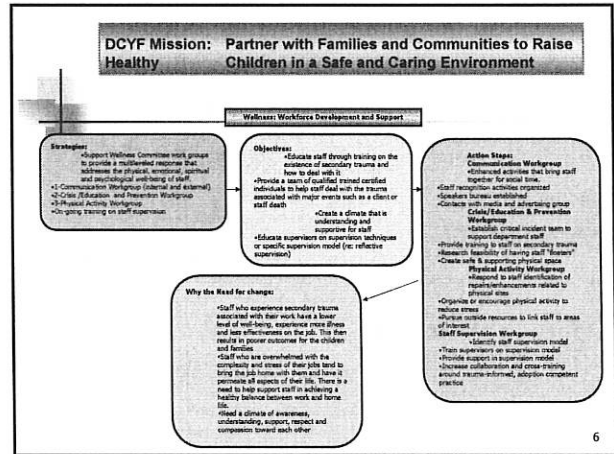 DCYF Mission: Partner with Families and Communities to Raise
Healthy Children in a Safe and Caring Environment
Wellness: Workforce Development and Support
Strategies:
•Support Wellness Committee work groups
to provide a multileveled response that
addresses the physical, emotional, spiritual
and psychological well-being of staff.
•1-Communication Workgroup (internal and external)
•2-Crisis /Education and Prevention Workgroup
•3-Physical Activity Workgroup
•On-going training on staff supervision
Objectives:
•Educate staff through training on the
existence of secondary trauma and
how to deal with it
•Provide a team of qualified trained certified
individuals to help staff deal with the trauma
associated with major events such as a client or
staff death
•Create a climate that is
understanding and
supportive for staff
•Educate supervisors on supervision techniques
or specific supervision model (re: reflective
supervision)
Action Steps:
Communication Workgroup
•Enhanced activities that bring staff
together for social time.
•Staff recognition activities organized
•Speakers bureau established
•Contacts with media and advertising group
Crisis/Education & Prevention
Workgroup
•Establish critical incident team to
support department staff
•Provide training to staff on secondary trauma
•Research feasibility of having staff "floaters"
•Create safe & supporting physical space
Physical Activity Workgroup
•Respond to staff identification of
repairs/enhancements related to
physical sites
•Organize or encourage physical activity to
reduce stress
•Pursue outside resources to link staff to areas
of interest
Staff Supervision Workgroup
•Identify staff supervision model
•Train supervisors on supervision model
•Provide support in supervision model
•Increase collaboration and cross-training
around trauma-informed, adoption competent
practice
Why the Need for change:
•Staff who experience secondary trauma
associated with their work have a lower
level of well-being, experience more illness
and less effectiveness on the job. This then
results in poorer outcomes for the children
and families
•Staff who are overwhelmed with the
complexity and stress of their jobs tend to
bring the job home with them and have it
permeate all aspects of their life. There is a
need to help support staff in achieving a
healthy balance between work and home
life.
•Need a climate of awareness,
understanding, support, respect and
compassion toward each other
6